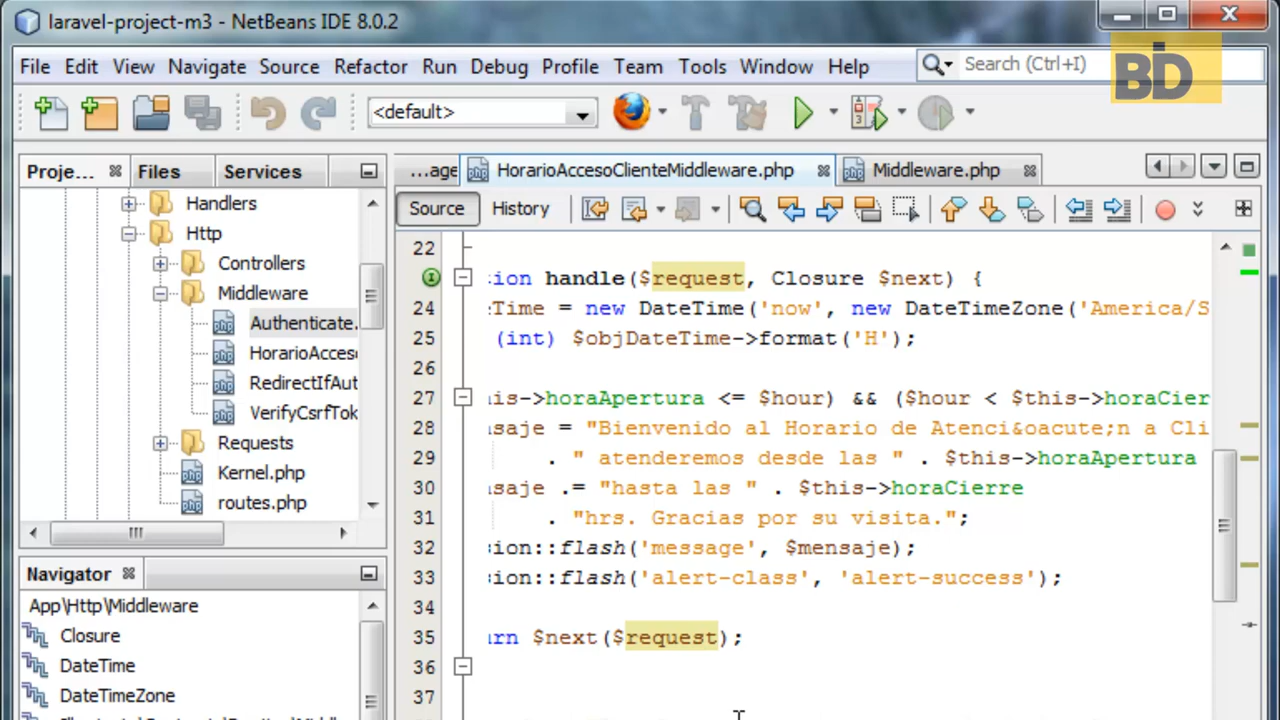 laravel-project-m3 - NetBeans IDE 8.0.2
File Edit View Navigate Source Refactor Run Debug Profile Team Tools Window Help
Search (Ctrl+I)
BiD
<default>
Proje... Files Services
...age HorarioAccesoClienteMiddleware.php Middleware.php
Source History
Handlers
Http
Controllers
Middleware
Authenticate.
HorarioAcceso
RedirectIfAut
VerifyCsrfTok
Requests
Kernel.php
routes.php
Navigator
App\Http\Middleware
Closure
DateTime
DateTimeZone
22
ion handle($request, Closure $next) {
24 Time = new DateTime('now', new DateTimeZone('America/S
25 (int) $objDateTime->format('H');
26
27 is->horaApertura <= $hour) && ($hour < $this->horaCier
28 saje = "Bienvenido al Horario de Atenci&oacute;n a Cli
29 . " atenderemos desde las " . $this->horaApertura
30 saje .= "hasta las " . $this->horaCierre
31 . "hrs. Gracias por su visita.";
32 ion::flash('message', $mensaje);
33 ion::flash('alert-class', 'alert-success');
34
35 rn $next($request);
36
37